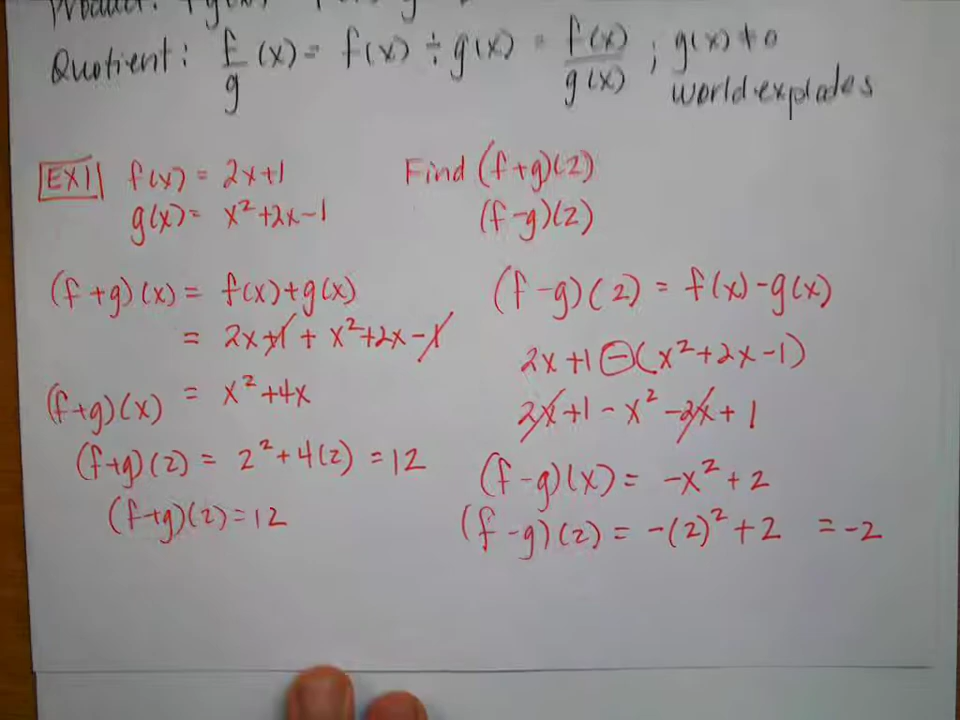 Product:
Quotient: f/g (x) = f(x) ÷ g(x) = f(x)/g(x) ; g(x) ≠ 0
world explodes
EX1 f(x) = 2x+1 Find (f+g)(2)
g(x) = x²+2x-1 (f-g)(2)
(f+g)(x) = f(x)+g(x)
= 2x+1 + x²+2x-1
(f+g)(x) = x²+4x
(f+g)(2) = 2²+4(2) = 12
(f+g)(2) = 12
(f-g)(2) = f(x)-g(x)
2x+1-(x²+2x-1)
2x+1-x²-2x+1
(f-g)(x) = -x²+2
(f-g)(2) = -(2)²+2 = -2